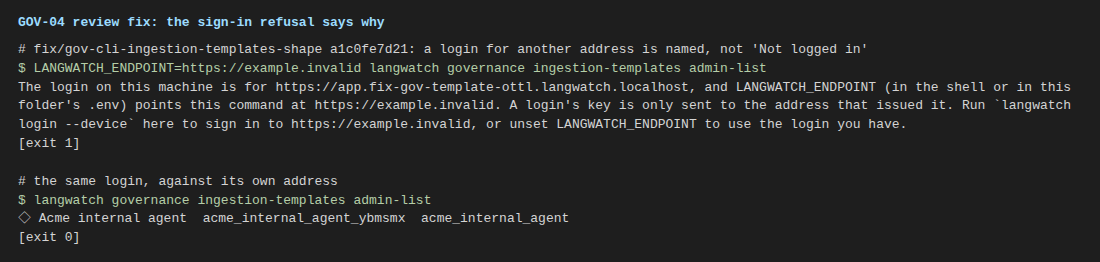 GOV-04 review fix: the sign-in refusal says why
# fix/gov-cli-ingestion-templates-shape a1c0fe7d21: a login for another address is named, not 'Not logged in'
$ LANGWATCH_ENDPOINT=https://example.invalid langwatch governance ingestion-templates admin-list
The login on this machine is for https://app.fix-gov-template-ottl.langwatch.localhost, and LANGWATCH_ENDPOINT (in the shell or in this
folder's .env) points this command at https://example.invalid. A login's key is only sent to the address that issued it. Run `langwatch
login --device` here to sign in to https://example.invalid, or unset LANGWATCH_ENDPOINT to use the login you have.
[exit 1]
# the same login, against its own address
$ langwatch governance ingestion-templates admin-list
◇ Acme internal agent  acme_internal_agent_ybmsmx  acme_internal_agent
[exit 0]